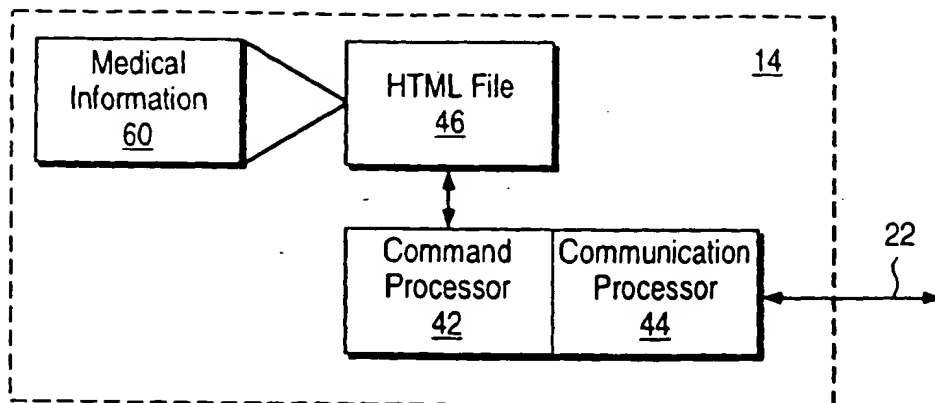 Medical
Information
60
HTML File
46
14
Command
Processor
42
Communication
Processor
44
22